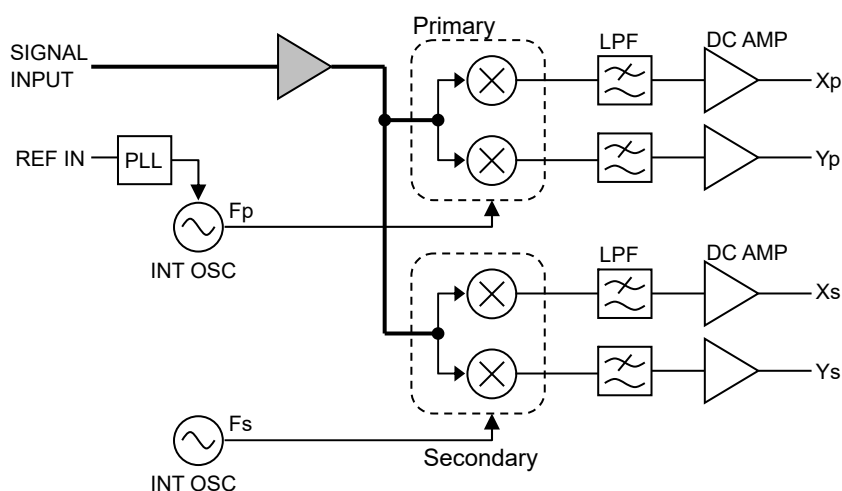 Primary
SIGNAL
INPUT
LPF
DC AMP
Xp
REF IN
PLL
Yp
Fp
INT OSC
LPF
DC AMP
Xs
Ys
Fs
Secondary
INT OSC